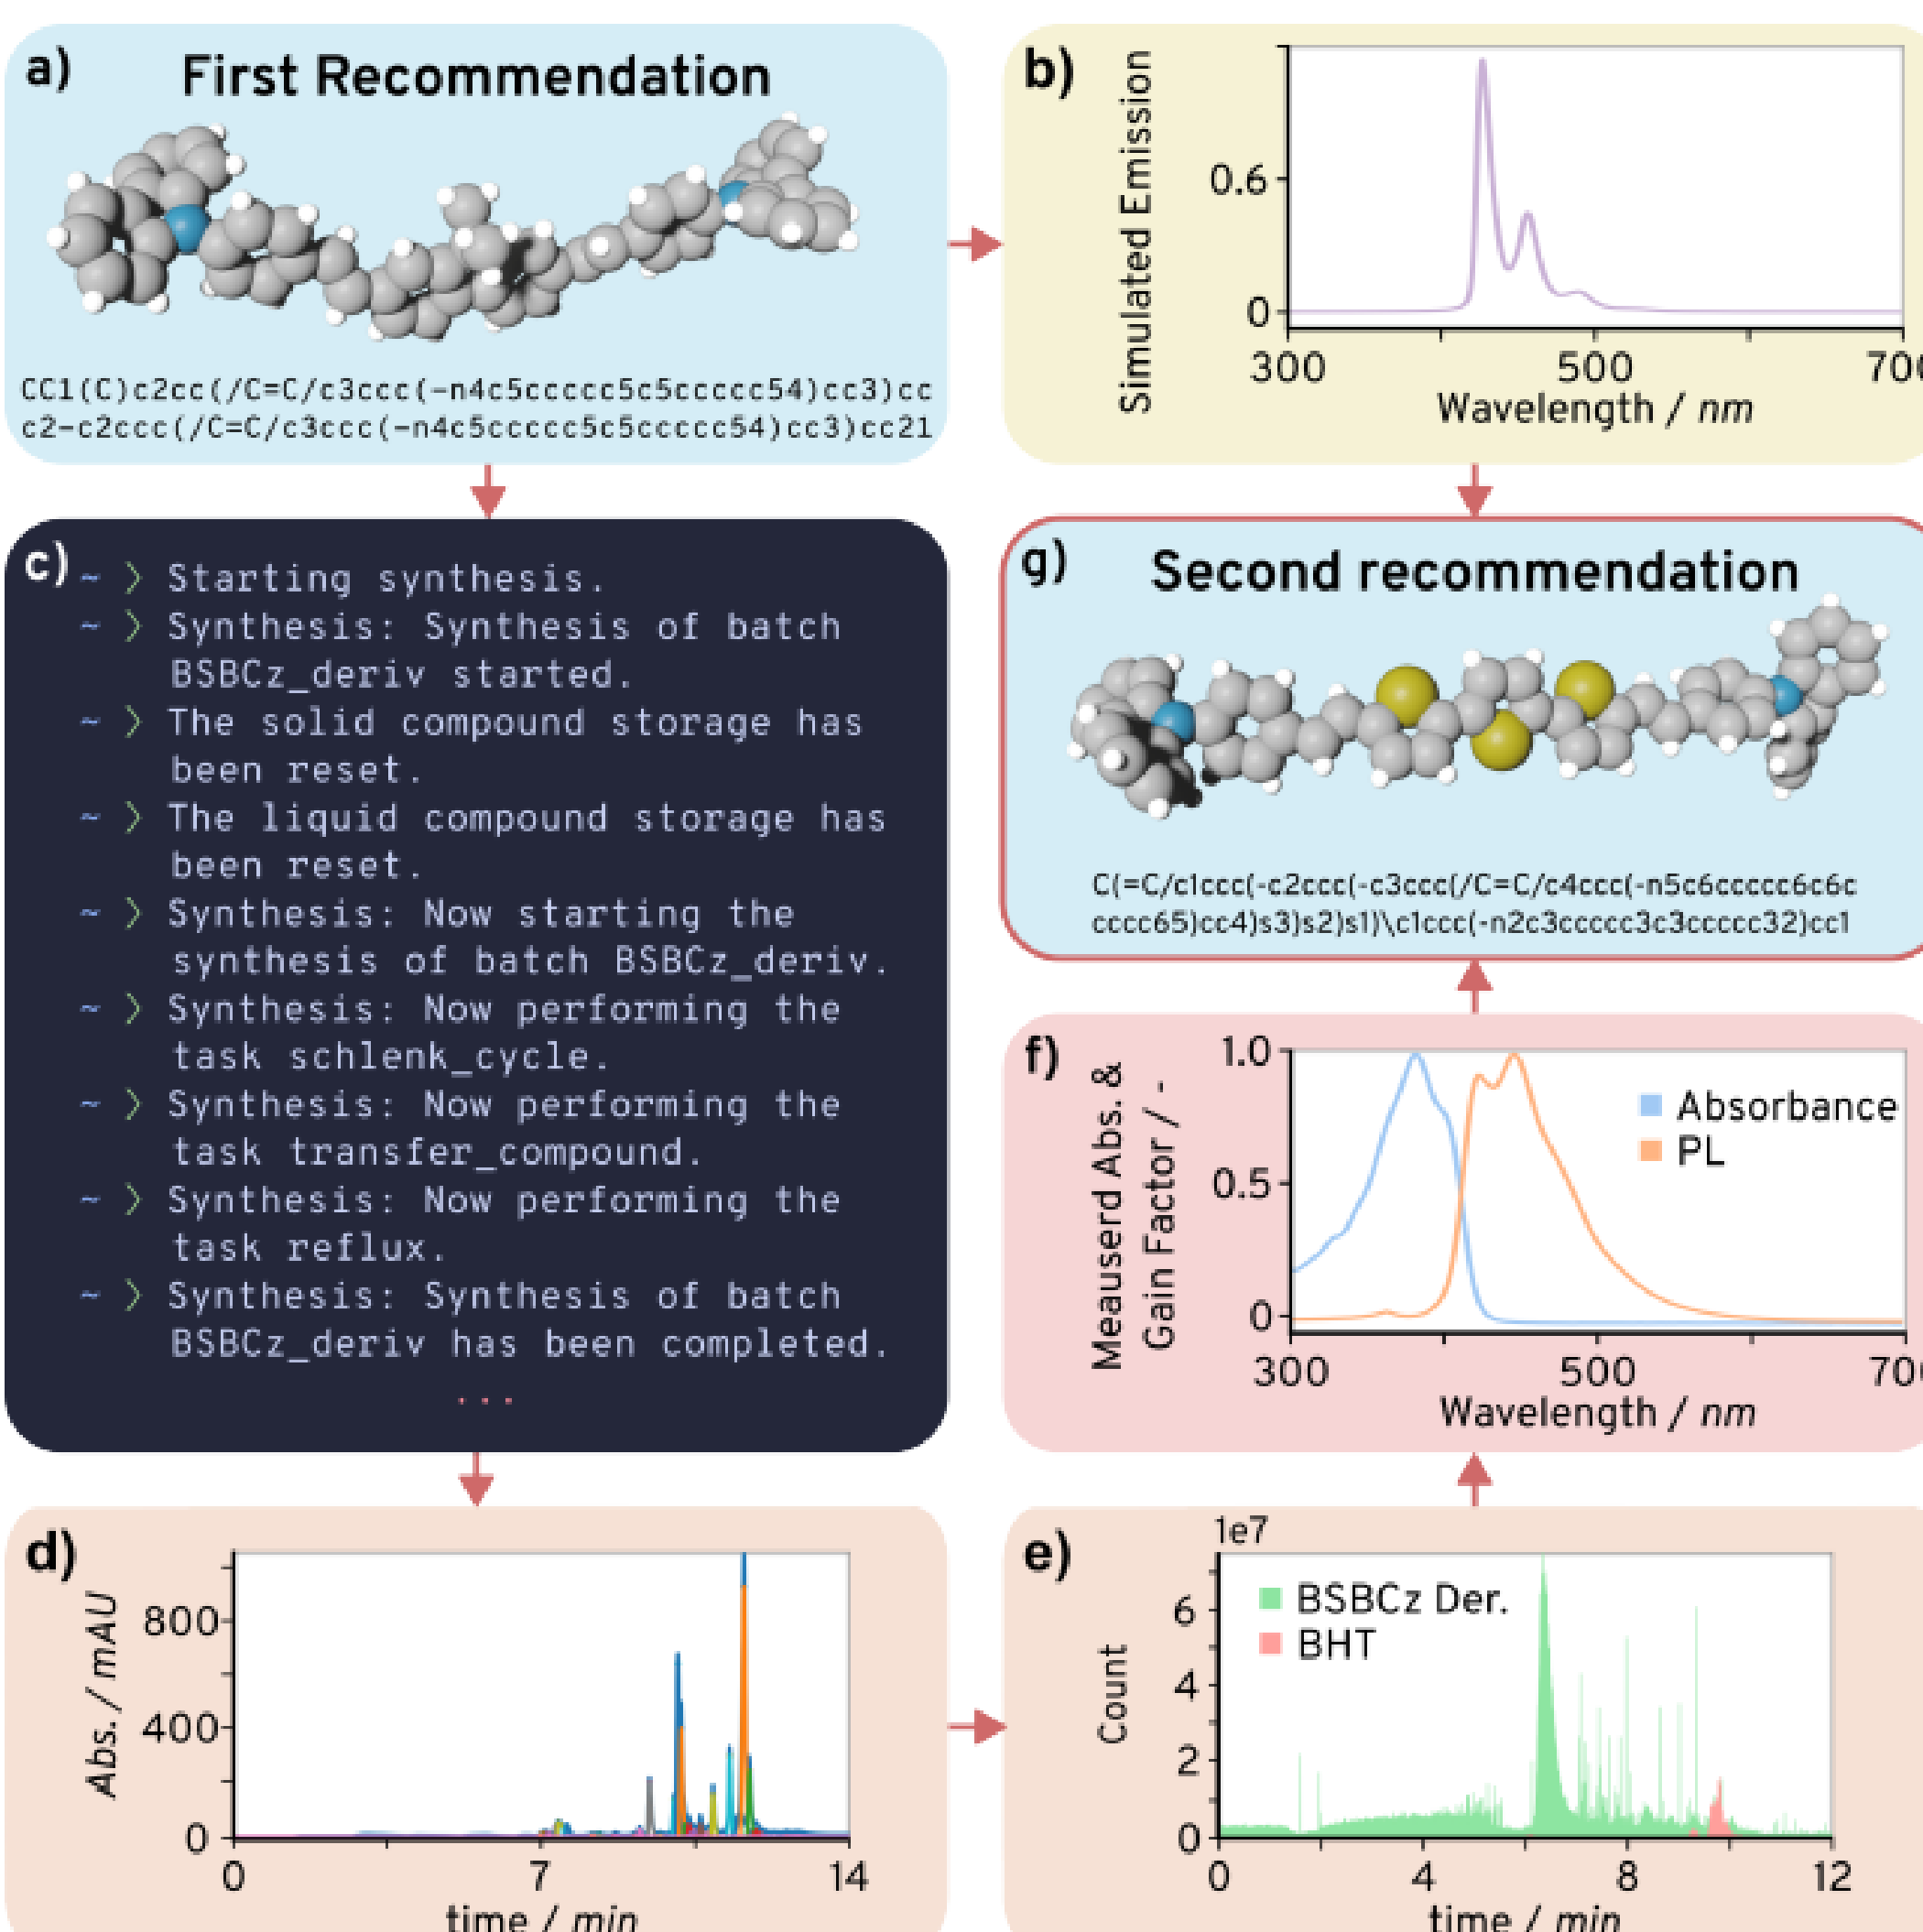 a)
First Recommendation
CC1(C)c2cc(/C=C/c3ccc(-n4c5ccccc5c5ccccc54)cc3)cc
c2-c2ccc(/C=C/c3ccc(-n4c5ccccc5c5ccccc54)cc3)cc21
b)
Simulated Emission
0.6
0
300
500
700
Wavelength / nm
c)
~ > Starting synthesis.
~ > Synthesis: Synthesis of batch
BSBCz_deriv started.
~ > The solid compound storage has
been reset.
~ > The liquid compound storage has
been reset.
~ > Synthesis: Now starting the
synthesis of batch BSBCz_deriv.
~ > Synthesis: Now performing the
task schlenk_cycle.
~ > Synthesis: Now performing the
task transfer_compound.
~ > Synthesis: Now performing the
task reflux.
~ > Synthesis: Synthesis of batch
BSBCz_deriv has been completed.
...
g)
Second recommendation
C(=C/c1ccc(-c2ccc(-c3ccc(/C=C/c4ccc(-n5c6ccccc6c6c
cccc65)cc4)s3)s2)s1)\c1ccc(-n2c3ccccc3c3ccccc32)cc1
f)
Meauserd Abs. &
Gain Factor / -
1.0
0.5
0
Absorbance
PL
300
500
700
Wavelength / nm
d)
Abs. / mAU
800
400
0
0
7
14
time / min
e)
1e7
Count
6
4
2
0
BSBCz Der.
BHT
0
4
8
12
time / min